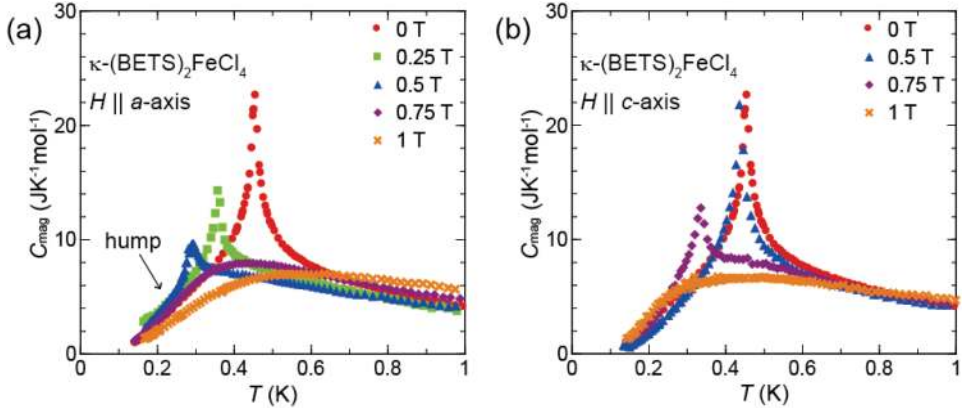 (a)
κ-(BETS)₂FeCl₄
H || a-axis
0 T
0.25 T
0.5 T
0.75 T
1 T
hump
30
20
10
0
0 0.2 0.4 0.6 0.8 1
C_mag (JK⁻¹mol⁻¹)
T (K)
(b)
κ-(BETS)₂FeCl₄
H || c-axis
0 T
0.5 T
0.75 T
1 T
30
20
10
0
0 0.2 0.4 0.6 0.8 1
C_mag (JK⁻¹mol⁻¹)
T (K)